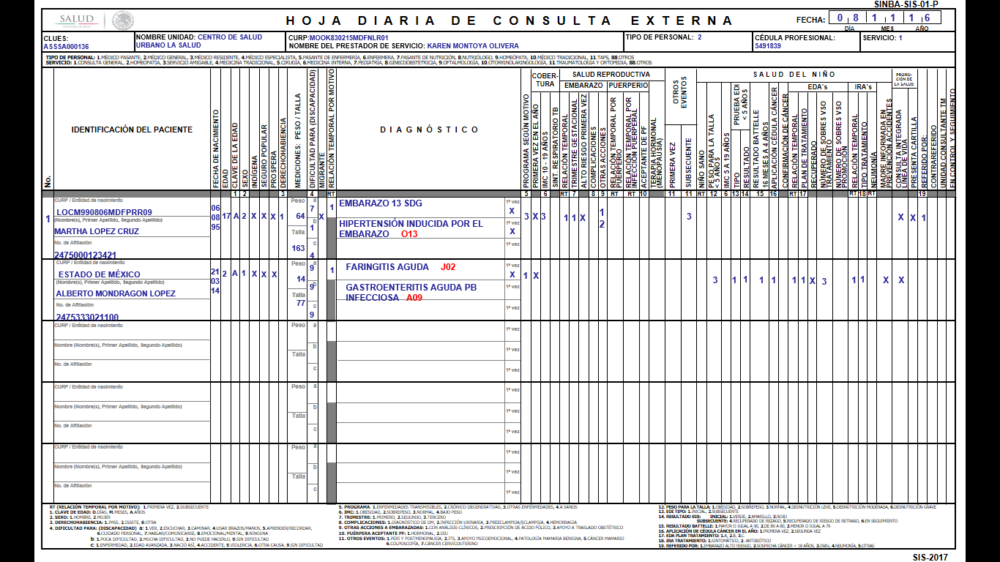 SINBA-SIS-01-P
SALUD
HOJA DIARIA DE CONSULTA EXTERNA
FECHA: 0 8 1 1 1 6
DÍA MES AÑO
CLUES:
ASSSA000136
NOMBRE UNIDAD: CENTRO DE SALUD
URBANO LA SALUD
CURP:MOOK830215MDFNLR01
NOMBRE DEL PRESTADOR DE SERVICIO: KAREN MONTOYA OLIVERA
TIPO DE PERSONAL: 2
CÉDULA PROFESIONAL:
5491839
SERVICIO: 1
TIPO DE PERSONAL: 1.MÉDICO PASANTE, 2.MÉDICO GENERAL, 3.MÉDICO RESIDENTE, 4.MÉDICO ESPECIALISTA, 5.PASANTE DE ENFERMERÍA, 6.ENFERMERA, 7.PASANTE DE NUTRICIÓN, 8.NUTRIÓLOGO, 9.HOMEÓPATA, 10.MÉDICO TRADICIONAL, 11.TAPS, 88.OTROS
SERVICIO: 1.CONSULTA GENERAL, 2.HOMEOPATIA, 3.SERVICIO AMIGABLE, 4.MEDICINA TRADICIONAL, 5.CIRUGIA, 6.MEDICINA INTERNA, 7.PEDIATRIA, 8.GINECOOBSTETRICIA, 9.OFTALMOLOGIA, 10.OTORRINOLARINGOLOGIA, 11.TRAUMATOLOGIA Y ORTOPEDIA, 88.OTROS
No.
IDENTIFICACIÓN DEL PACIENTE
FECHA DE NACIMIENTO
EDAD
CLAVE DE LA EDAD
SEXO
INDÍGENA
SEGURO POPULAR
PROSPERA
DERECHOHABIENCIA
MEDICIONES: PESO / TALLA
DIFICULTAD PARA (DISCAPACIDAD)
MIGRANTE
RELACIÓN TEMPORAL POR MOTIVO
DIAGNÓSTICO
PROGRAMA SEGÚN MOTIVO
COBER-
TURA
PRIMERA VEZ EN EL AÑO
IMC 10 - 19 AÑOS
SINT. RESPIRATORIO TB
SALUD REPRODUCTIVA
EMBARAZO
RELACIÓN TEMPORAL
TRIMESTRE GESTACIONAL
ALTO RIESGO PRIMERA VEZ
COMPLICACIONES
OTRAS ACCIONES
PUERPERIO
RELACIÓN TEMPORAL POR
PUERPERIO
RELACIÓN TEMPORAL POR
INFECCIÓN PUERPERAL
ACEPTANTE DE PF
TERAPIA HORMONAL
(MENOPAUSIA)
OTROS
EVENTOS
PRIMERA VEZ
SUBSECUENTE
SALUD DEL NIÑO
NIÑO SANO
PESO PARA LA TALLA
< 5 AÑOS
IMC 5 A 19 AÑOS
PRUEBA EDI
< 5 AÑOS
TIPO
RESULTADO
RESULTADO BATTELLE
16 MESES A 4 AÑOS
APLICACIÓN CÉDULA CÁNCER
CONFIRMACIÓN DE CÁNCER
EDA's
RELACIÓN TEMPORAL
PLAN DE TRATAMIENTO
RECUPERADO
NÚMERO DE SOBRES VSO
TRATAMIENTO
NÚMERO DE SOBRES VSO
PROMOCIÓN
IRA's
RELACIÓN TEMPORAL
TIPO TRATAMIENTO
NEUMONÍA
MADRE INFORMADA EN
PREVENCIÓN ACCIDENTES
PROMO-
CIÓN DE
LA SALUD
CONSULTA INTEGRADA
LÍNEA DE VIDA
PRESENTA CARTILLA
REFERIDO POR:
CONTRAREFERIDO
UNIDAD CONSULTANTE TM
EN CONTROL Y SEGUIMIENTO
1 2 3 4 RT 5 6 RT 7 8 9 RT RT 10 11 11 12 6 13 14 15 16 RT 17 RT 18 RT 19
CURP / Entidad de nacimiento
1 LOCM990806MDFPRR09
(Nombre(s), Primer Apellido, Segundo Apellido)
MARTHA LOPEZ CRUZ
No. de Afiliación
2475000123421
06
08
95
17 A 2 X X X 1
Peso
64
Talla
163
a
7
b
1
c
4
X 1
EMBARAZO 13 SDG
1ª vez
X
HIPERTENSIÓN INDUCIDA POR EL
EMBARAZO O13
1ª vez
X
1ª vez
3 X 3 1 1 X 1 2 3 X X 1
CURP / Entidad de nacimiento
ESTADO DE MÉXICO
(Nombre(s), Primer Apellido, Segundo Apellido)
ALBERTO MONDRAGON LOPEZ
No. de Afiliación
2475333021100
21
03
14
2 A 1 X X X
Peso
14
Talla
77
a
9
b
9
c
9
1
FARINGITIS AGUDA J02
1ª vez
X
GASTROENTERITIS AGUDA PB
INFECCIOSA A09
1ª vez
1ª vez
1 X 3 1 1 1 1 1 1 X 3 1 1 X X
CURP / Entidad de nacimiento
Nombre (Nombre(s), Primer Apellido, Segundo Apellido)
No. de Afiliación
Peso
Talla
a
b
c
1ª vez
1ª vez
1ª vez
CURP / Entidad de nacimiento
Nombre (Nombre(s), Primer Apellido, Segundo Apellido)
No. de Afiliación
Peso
Talla
a
b
c
1ª vez
1ª vez
1ª vez
CURP / Entidad de nacimiento
Nombre (Nombre(s), Primer Apellido, Segundo Apellido)
No. de Afiliación
Peso
Talla
a
b
c
1ª vez
1ª vez
1ª vez
RT (RELACIÓN TEMPORAL POR MOTIVO): 1.PRIMERA VEZ, 2.SUBSECUENTE
1. CLAVE DE EDAD: D.DÍAS, M.MESES, A.AÑOS
2. SEXO: 1.HOMBRE, 2.MUJER
3. DERECHOHABIENCIA: 1.IMSS, 2.ISSSTE, 8.OTRA
4. DIFICULTAD PARA: (DISCAPACIDAD) a: 1.VER, 2.ESCUCHAR, 3.CAMINAR, 4.USAR BRAZOS/MANOS, 5.APRENDER/RECORDAR,
6.CUIDADO PERSONAL, 7.HABLAR/COMUNICARSE, 8.EMOCIONAL/MENTAL, 9.NINGUNA
b: 1.POCA DIFICULTAD, 2.MUCHA DIFICULTAD, 3.NO PUEDE HACERLO, 9.SIN DIFICULTAD
c: 1.ENFERMEDAD, 2.EDAD AVANZADA, 3.NACIÓ ASÍ, 4.ACCIDENTE, 5.VIOLENCIA, 6.OTRA CAUSA, 9.SIN DIFICULTAD
5. PROGRAMA: 1.ENFERMEDADES TRANSMISIBLES, 2.CRÓNICO DEGENERATIVAS, 3.OTRAS ENFERMEDADES, 4.A SANOS
6. IMC: 1.OBESIDAD, 2.SOBREPESO, 3.NORMAL, 4.BAJO PESO
7. TRIMESTRE: 1.PRIMERO, 2.SEGUNDO, 3.TERCERO
8. COMPLICACIONES: 1.DIAGNÓSTICO DE DM, 2.INFECCIÓN URINARIA, 3.PREECLAMPSIA/ECLAMPSIA, 4.HEMORRAGIA
9. OTRAS ACCIONES A EMBARAZADAS: 1.CON ANÁLISIS CLÍNICOS, 2.PRESCRIPCIÓN DE ÁCIDO FÓLICO, 3.APOYO A TRASLADO OBSTÉTRICO
10. PUÉRPERA ACEPTANTE PF: 1.HORMONAL, 2.DIU
11. OTROS EVENTOS: 1.PERI Y POSTMENOPAUSIA, 2.ITS, 3.APOYO PSICOEMOCIONAL, 4.PATOLOGÍA MAMARIA BENIGNA, 5.CÁNCER MAMARIO
6.COLPOSCOPÍA, 7.CÁNCER CERVICOUTERINO
12. PESO PARA LA TALLA: 1.OBESIDAD, 2.SOBREPESO, 3.NORMAL, 4.DESNUTRICIÓN LEVE, 5.DESNUTRICIÓN MODERADA, 6.DESNUTRICIÓN GRAVE
13. EDI TIPO: 1.INICIAL, 2.SUBSECUENTE
14. RESULTADO EDI: INICIAL: 1.VERDE, 2.AMARILLO, 3.ROJO
SUBSECUENTE: 4.RECUPERADO DE REZAGO, 5.RECUPERADO DE RIESGO DE RETRASO, 6.EN SEGUIMIENTO
15. RESULTADO BATTELLE: 1.MAYOR O IGUAL A 90, 2.DE 89 A 80, 3.MENOR O IGUAL A 79
16. APLICACIÓN DE CÉDULA CÁNCER EN EL AÑO: 1.PRIMERA VEZ, 2.SEGUNDA VEZ
17. EDA PLAN TRATAMIENTO: 1.A, 2.B, 3.C
18. IRA TRATAMIENTO: 1.SINTOMÁTICO, 2. ANTIBIÓTICO
19. REFERIDO POR: 1.EMBARAZO ALTO RIESGO, 2.SOSPECHA CÁNCER < 18 AÑOS, 3.IRA's, 4.NEUMONÍA, 5.OTRAS
SIS-2017